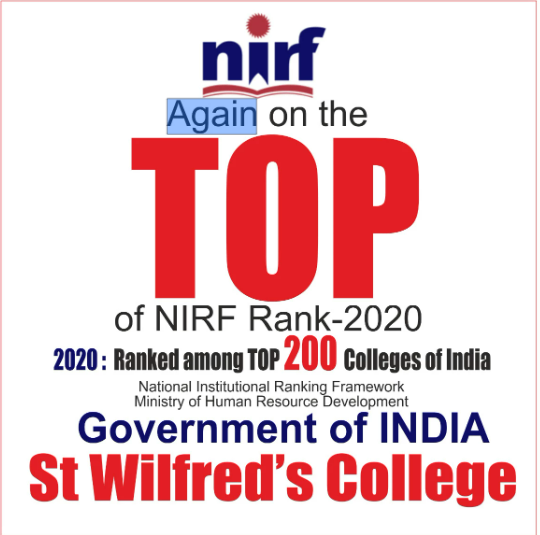 nirf
Again on the
TOP
of NIRF Rank-2020
2020 : Ranked among TOP 200 Colleges of India
National Institutional Ranking Framework
Ministry of Human Resource Development
Government of INDIA
St Wilfred's College